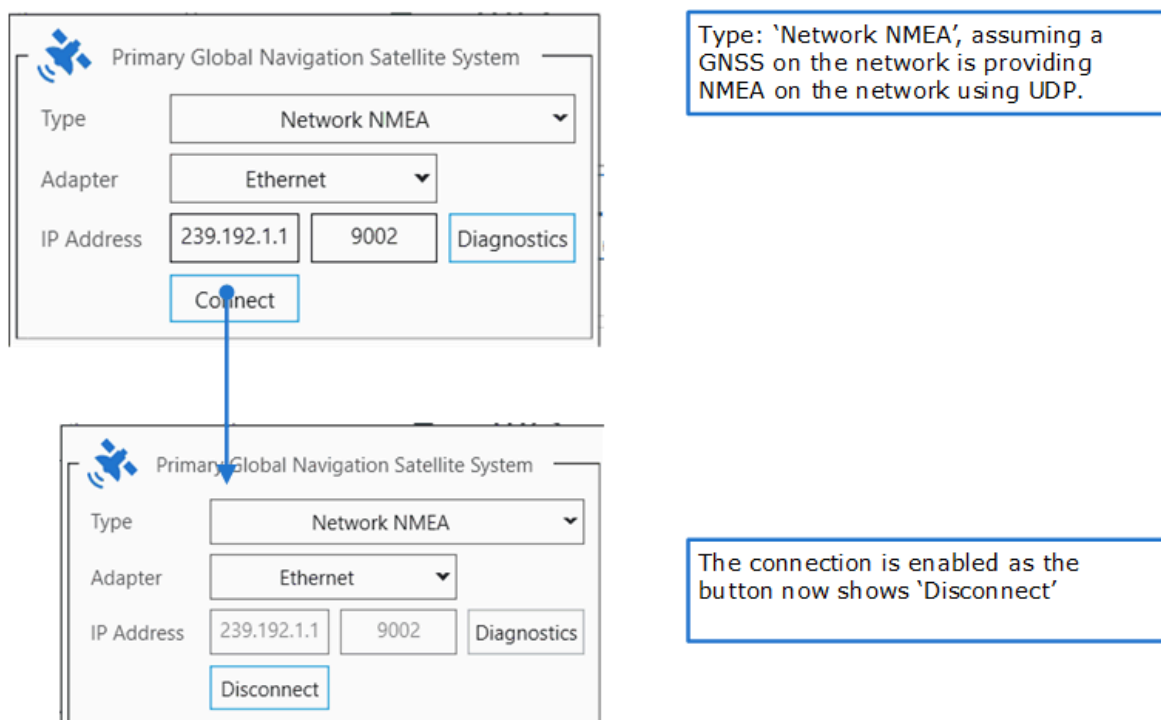 Primary Global Navigation Satellite System
Type
Network NMEA
Adapter
Ethernet
IP Address
239.192.1.1
9002
Diagnostics
Connect
Type: ‘Network NMEA’, assuming a
GNSS on the network is providing
NMEA on the network using UDP.
Primary Global Navigation Satellite System
Type
Network NMEA
Adapter
Ethernet
IP Address
239.192.1.1
9002
Diagnostics
Disconnect
The connection is enabled as the
button now shows ‘Disconnect’